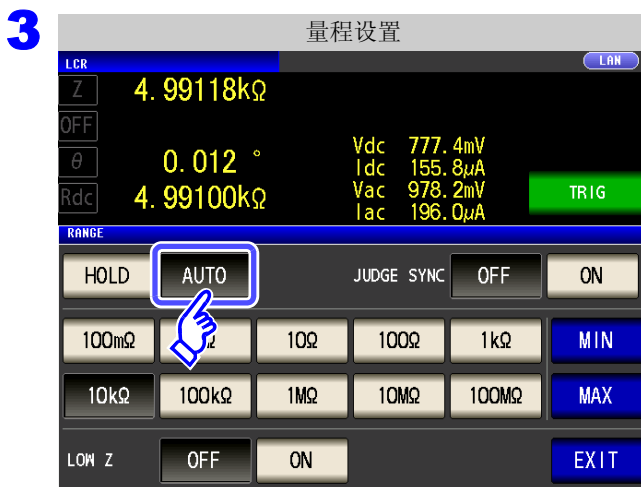 3
量程设置
LCR
LAN
Z 4.99118kΩ
OFF
θ 0.012 °
Rdc 4.99100kΩ
Vdc 777.4mV
Idc 155.8μA
Vac 978.2mV
Iac 196.0μA
TRIG
RANGE
HOLD AUTO JUDGE SYNC OFF ON
100mΩ 10Ω 100Ω 1kΩ MIN
10kΩ 100kΩ 1MΩ 10MΩ 100MΩ MAX
LOW Z OFF ON EXIT